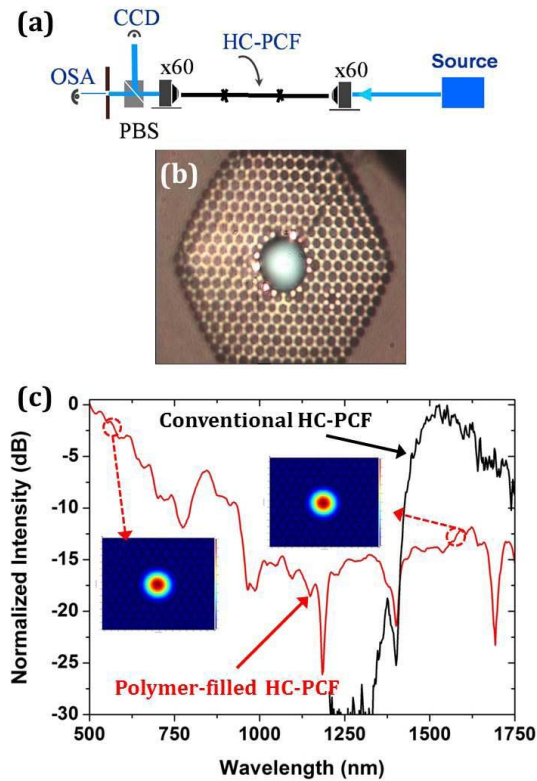 (a)
CCD
HC-PCF
OSA
x60
x60
Source
PBS
(b)
(c)
0
-5
-10
-15
-20
-25
-30
Normalized Intensity (dB)
Conventional HC-PCF
Polymer-filled HC-PCF
500
750
1000
1250
1500
1750
Wavelength (nm)